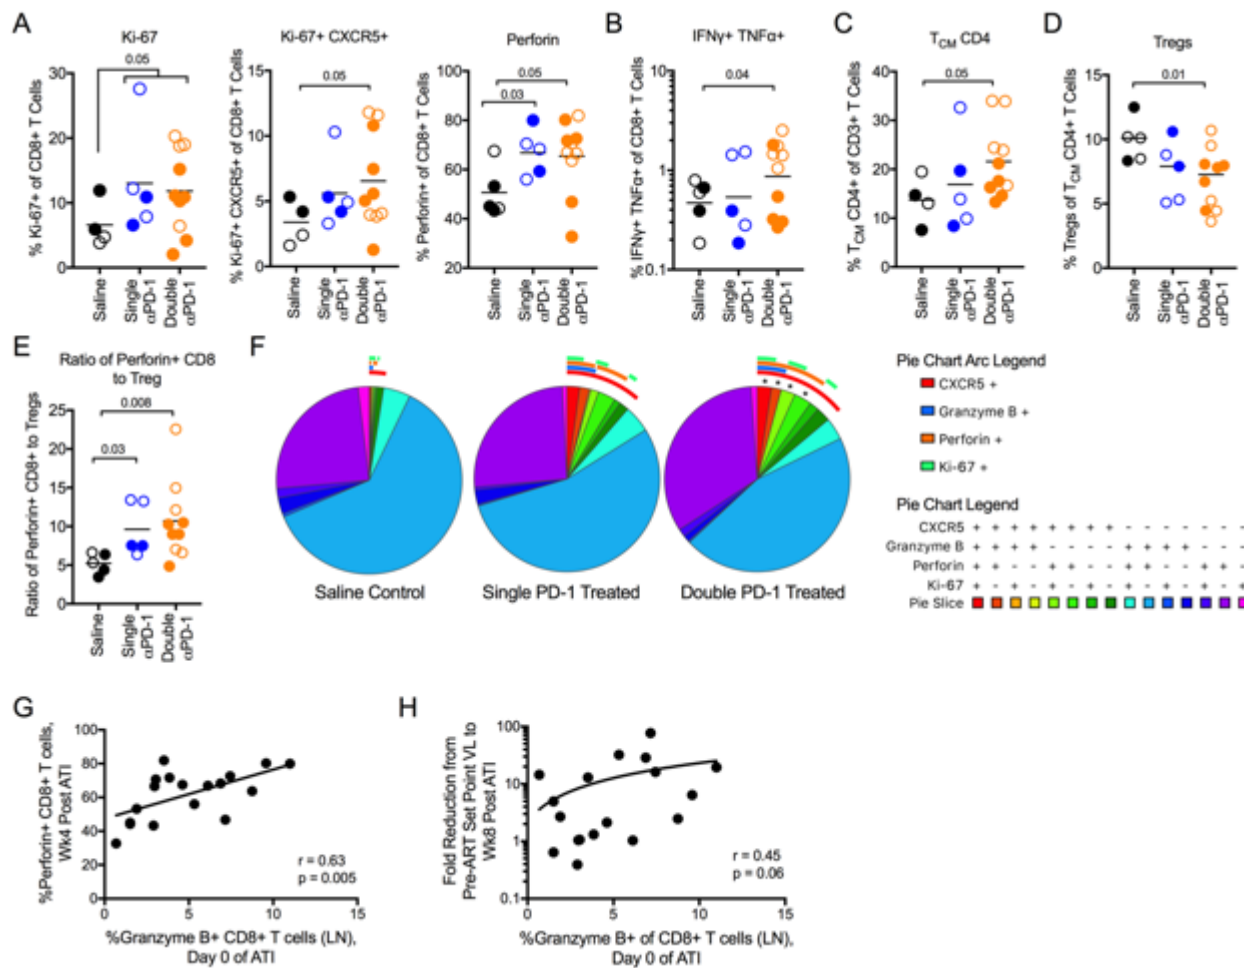 A
Ki-67
% Ki-67+ of CD8+ T Cells
30
20
10
0
0.05
Saline
Single αPD-1
Double αPD-1
Ki-67+ CXCR5+
% Ki-67+ CXCR5+ of CD8+ T Cells
15
10
5
0
0.05
Saline
Single αPD-1
Double αPD-1
Perforin
% Perforin+ of CD8+ T Cells
100
80
60
40
20
0.05
0.03
Saline
Single αPD-1
Double αPD-1
B
IFNγ+ TNFα+
% IFNγ+ TNFα+ of CD8+ T Cells
10
1
0.1
0.04
Saline
Single αPD-1
Double αPD-1
C
TCM CD4
% TCM CD4+ of CD3+ T Cells
40
30
20
10
0
0.05
Saline
Single αPD-1
Double αPD-1
D
Tregs
% Tregs of TCM CD4+ T Cells
15
10
5
0
0.01
Saline
Single αPD-1
Double αPD-1
E
Ratio of Perforin+ CD8
to Treg
Ratio of Perforin+ CD8+ to Tregs
25
20
15
10
5
0
0.008
0.03
Saline
Single αPD-1
Double αPD-1
F
* * * *
Saline Control
Single PD-1 Treated
Double PD-1 Treated
Pie Chart Arc Legend
CXCR5 +
Granzyme B +
Perforin +
Ki-67 +
Pie Chart Legend
CXCR5 + + + + + + + + - - - - - - -
Granzyme B + + + + - - - - + + + + - - -
Perforin + + - - + + - - + + - - + + -
Ki-67 + - + - + - + - + - + - + - +
Pie Slice
G
%Perforin+ CD8+ T cells,
Wk4 Post ATI
100
80
60
40
20
0
r = 0.63
p = 0.005
0 5 10 15
%Granzyme B+ CD8+ T cells (LN),
Day 0 of ATI
H
Fold Reduction from
Pre-ART Set Point VL to
Wk8 Post ATI
100
10
1
0.1
r = 0.45
p = 0.06
0 5 10 15
%Granzyme B+ of CD8+ T cells (LN),
Day 0 of ATI